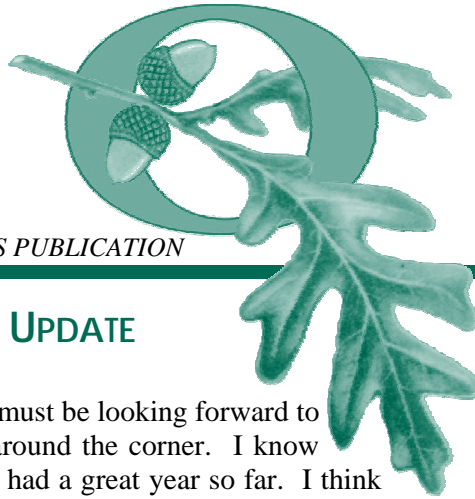 S PUBLICATION
UPDATE
must be looking forward to
around the corner. I know
had a great year so far. I think